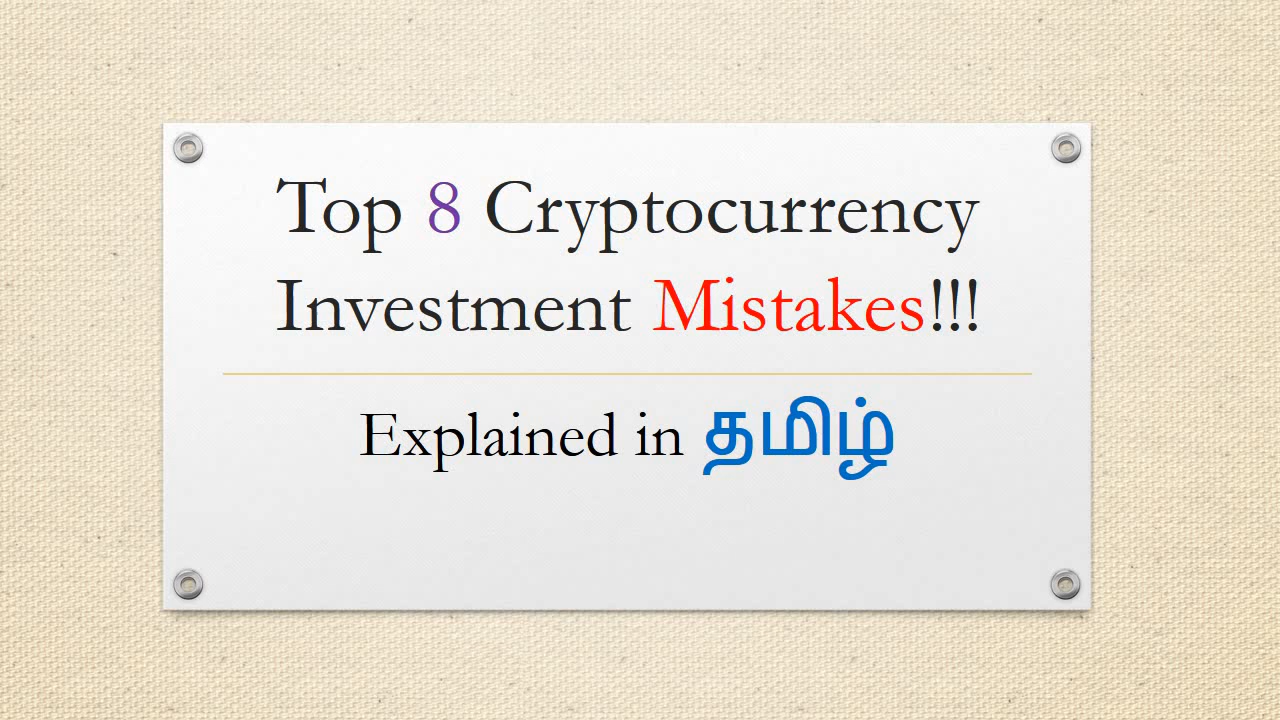 Top 8 Cryptocurrency
Investment Mistakes!!!
Explained in தமிழ்